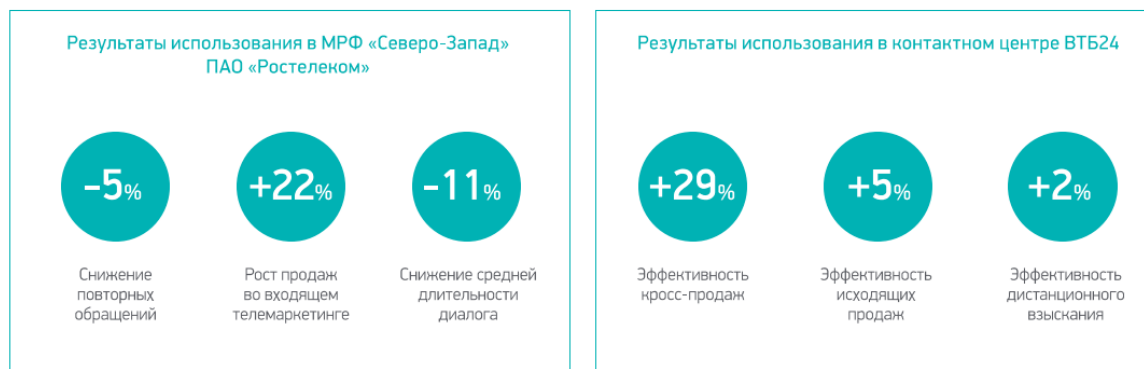 Результаты использования в МРФ «Северо-Запад»
ПАО «Ростелеком»
-5%
+22%
-11%
Снижение
повторных
обращений
Рост продаж
во входящем
телемаркетинге
Снижение средней
длительности
диалога
Результаты использования в контактном центре ВТБ24
+29%
+5%
+2%
Эффективность
кросс-продаж
Эффективность
исходящих
продаж
Эффективность
дистанционного
взыскания